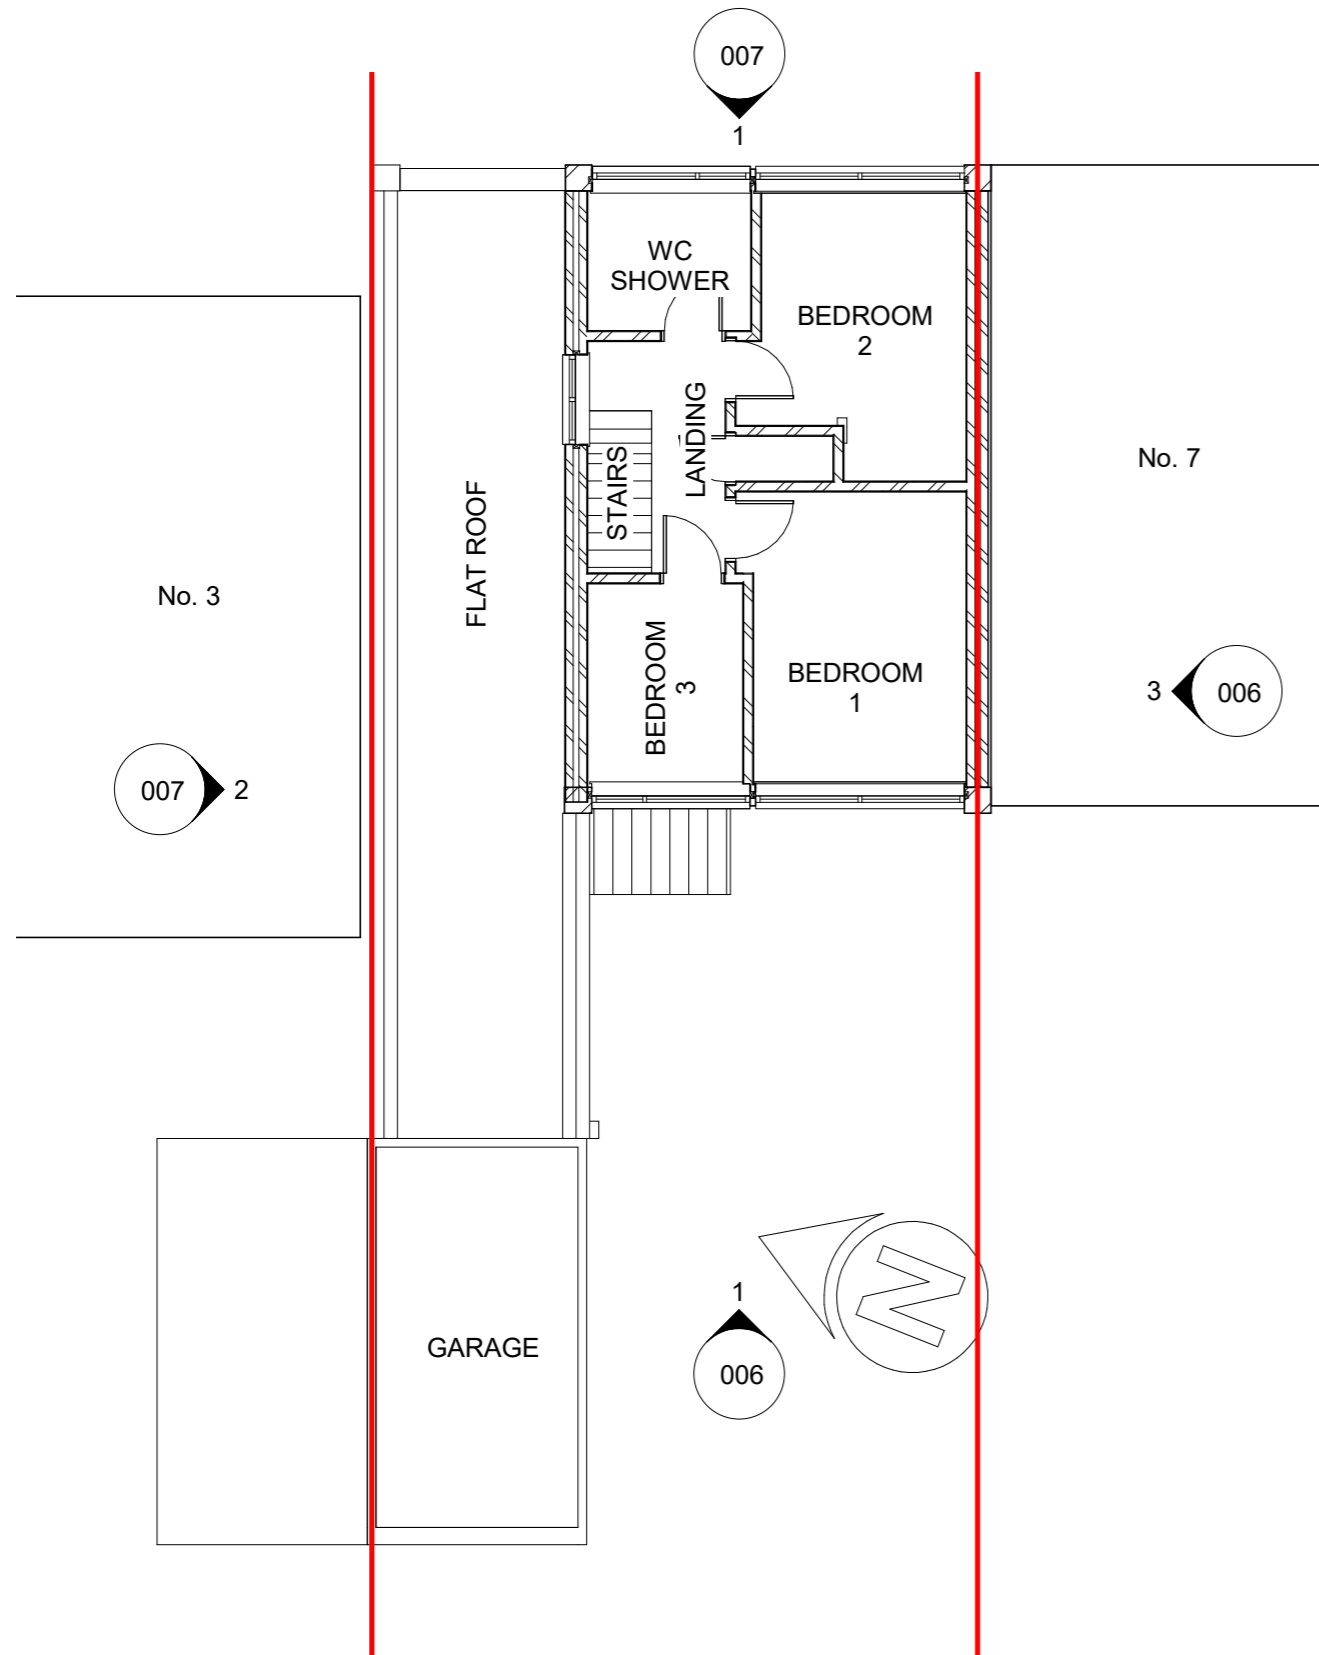 007
1
WC
SHOWER
BEDROOM
2
LANDING
STAIRS
FLAT ROOF
No. 7
No. 3
BEDROOM
3
BEDROOM
1
3
006
007
2
N
1
006
GARAGE